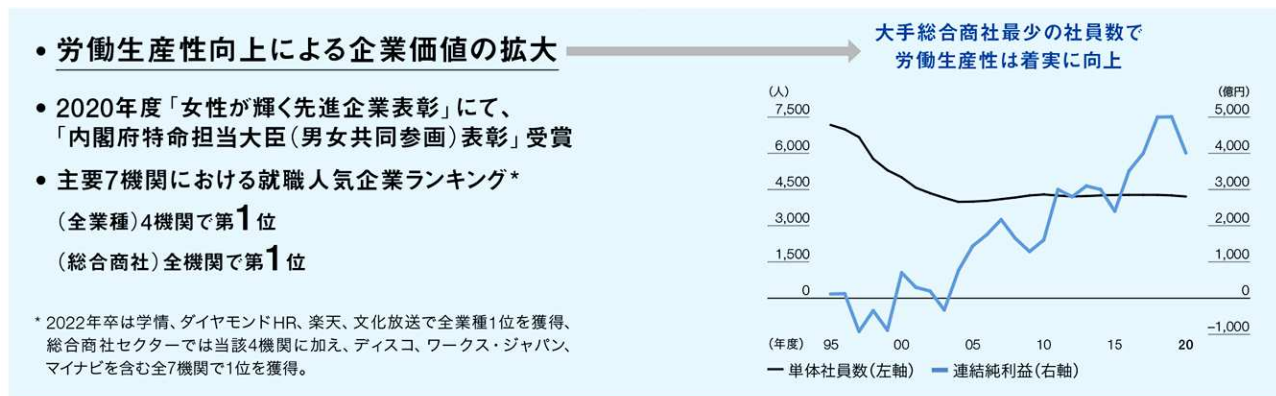 • 労働生産性向上による企業価値の拡大
• 2020年度「女性が輝く先進企業表彰」にて、
「内閣府特命担当大臣(男女共同参画)表彰」受賞
• 主要7機関における就職人気企業ランキング*
(全業種)4機関で第1位
(総合商社)全機関で第1位
* 2022年卒は学情、ダイヤモンドHR、楽天、文化放送で全業種1位を獲得、
総合商社セクターでは当該4機関に加え、ディスコ、ワークス・ジャパン、
マイナビを含む全7機関で1位を獲得。
大手総合商社最少の社員数で
労働生産性は着実に向上
(人) (億円)
7,500 5,000
6,000 4,000
4,500 3,000
3,000 2,000
1,500 1,000
0 0
-1,000
(年度) 95 00 05 10 15 20
単体社員数(左軸) 連結純利益(右軸)